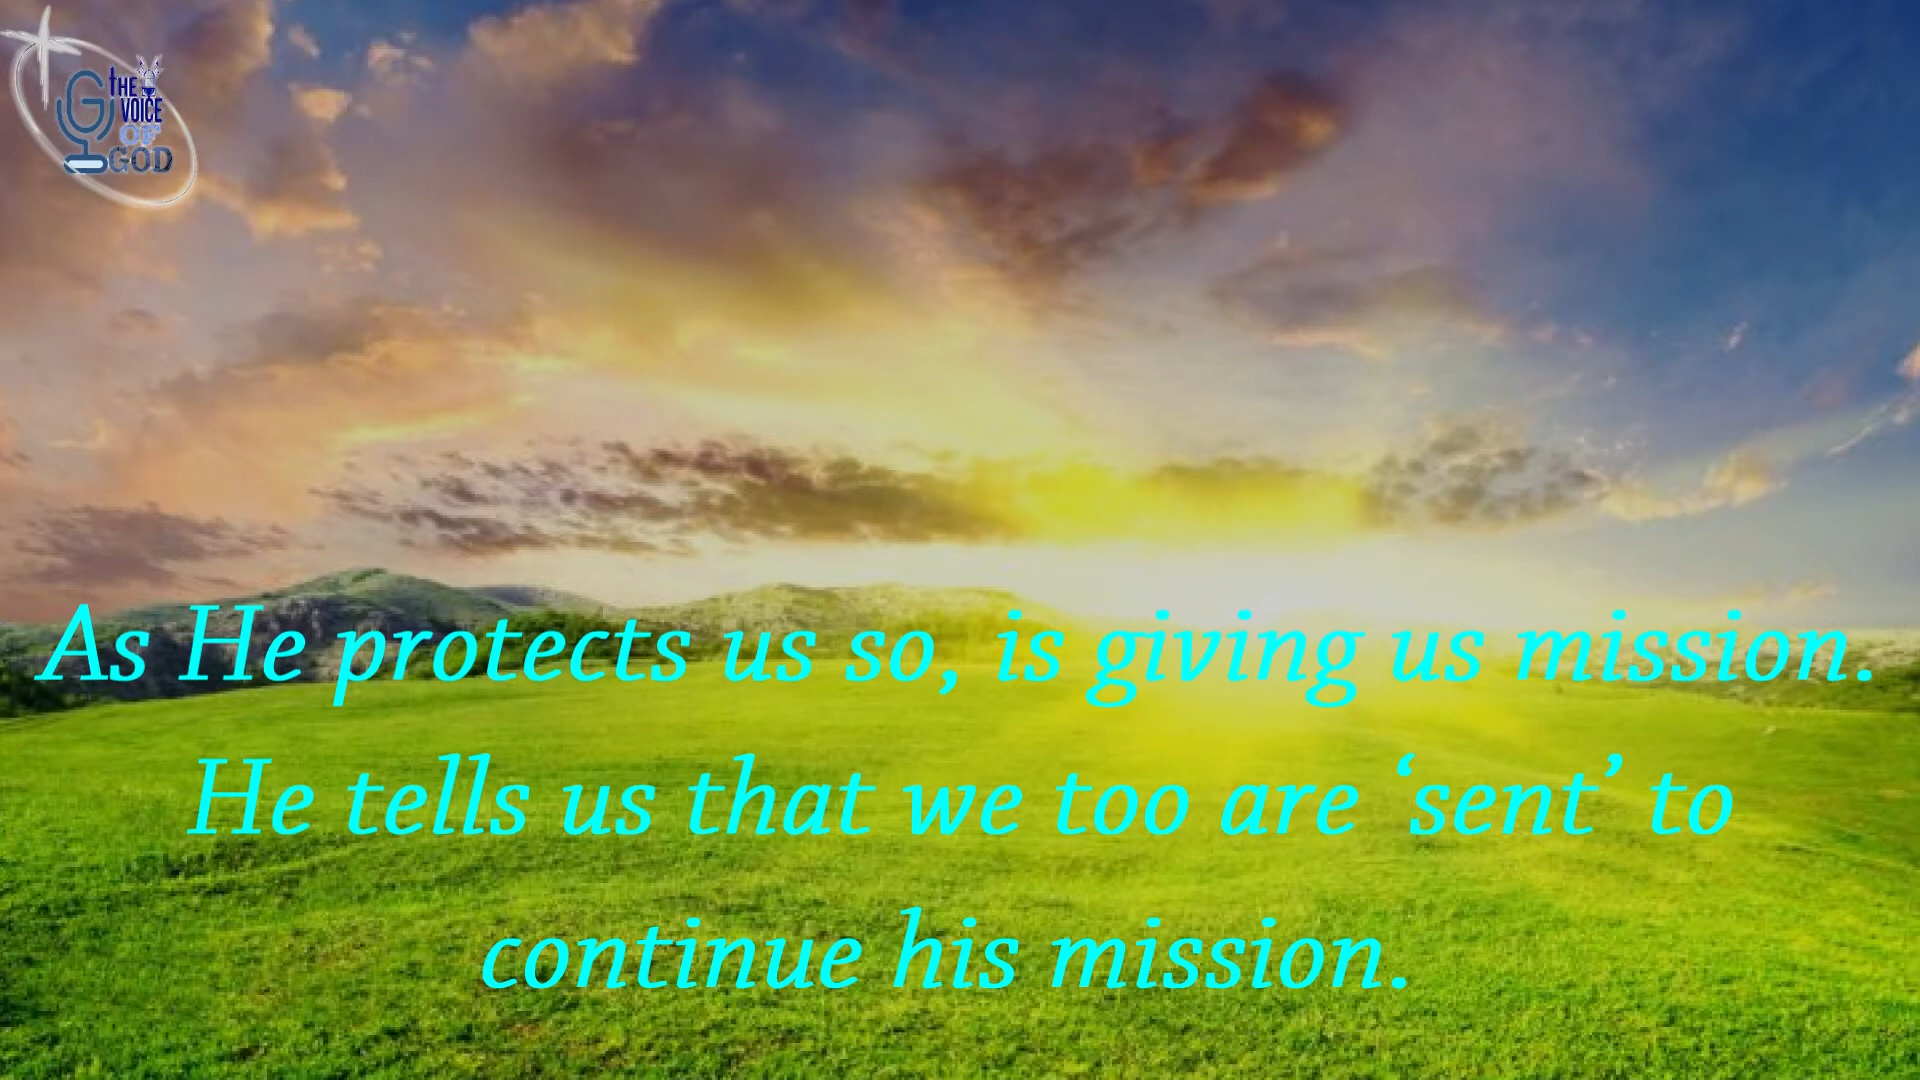 THE
VOICE
OF
GOD
As He protects us so, is giving us mission.
He tells us that we too are ‘sent’ to
continue his mission.